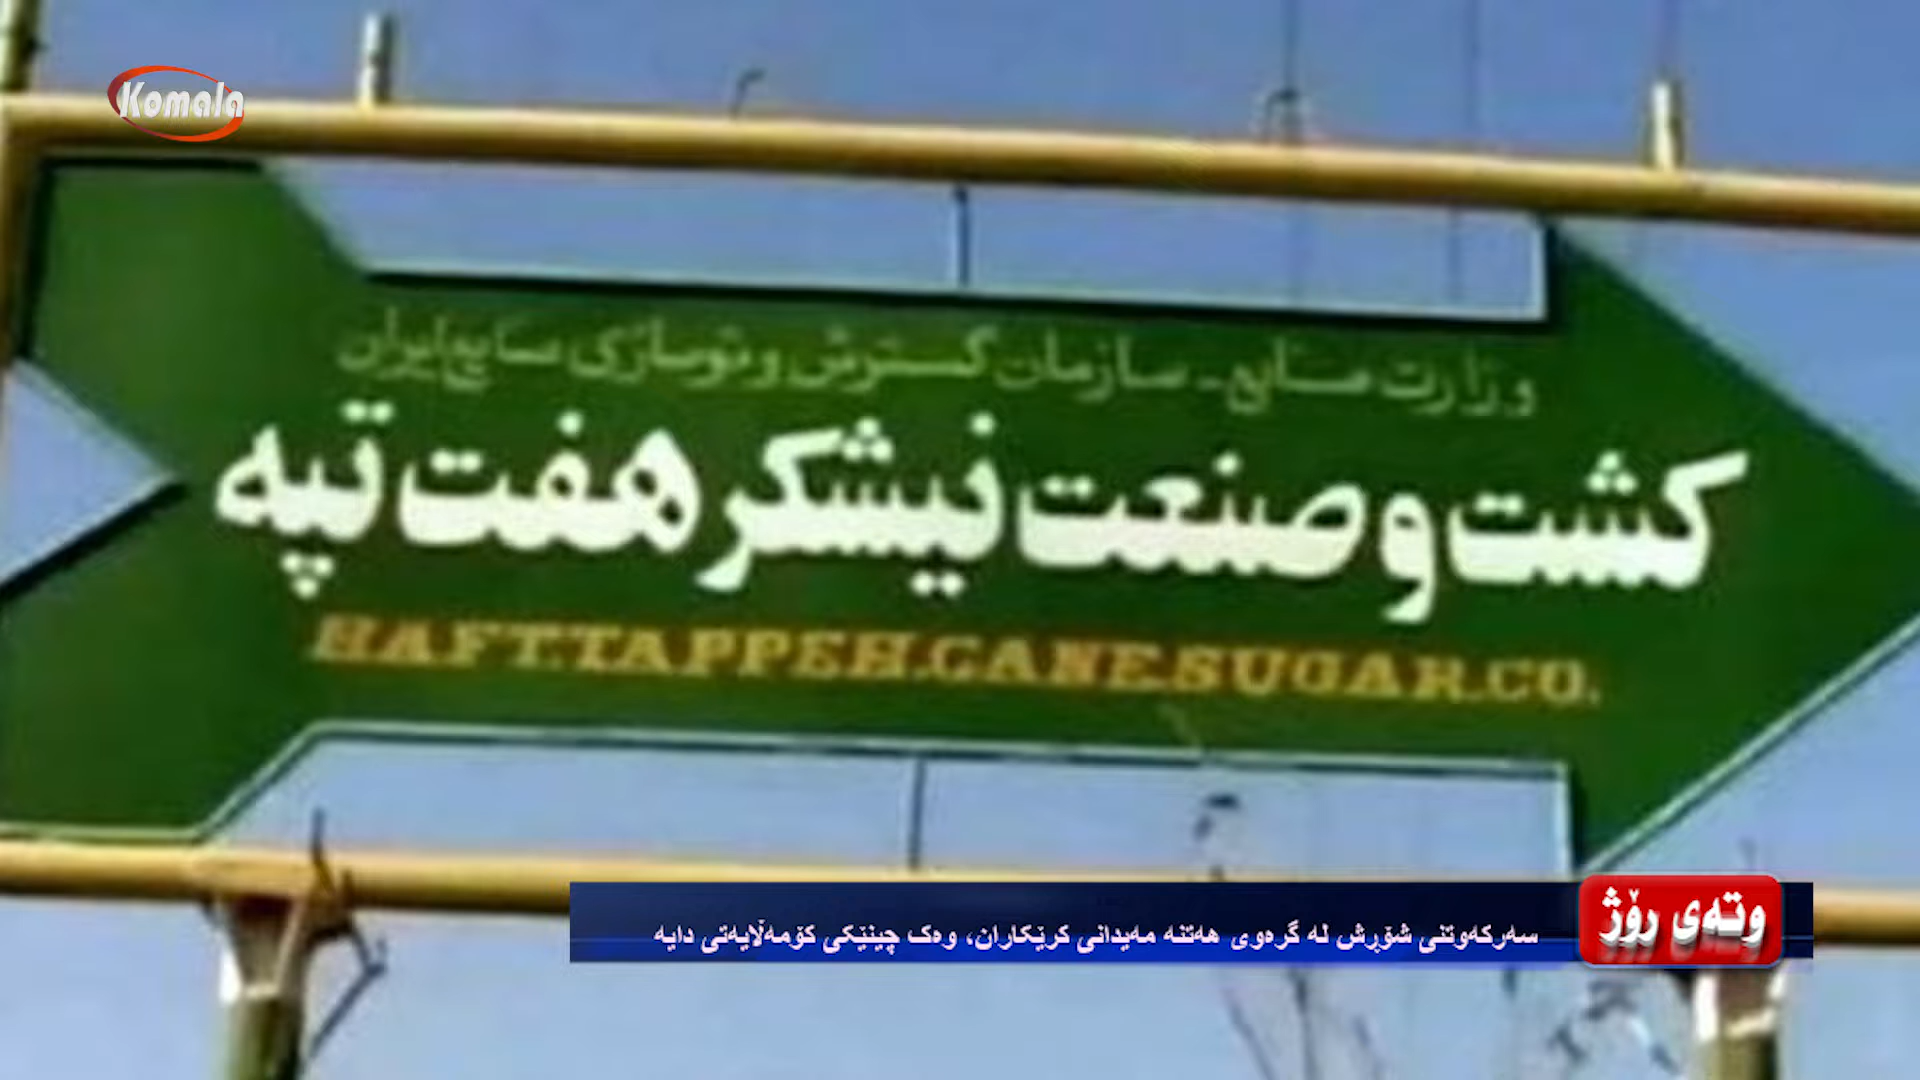 Komala
وزارت صنایع - سازمان گسترش و نوسازی صنایع ایران
کشت و صنعت نیشکر هفت تپه
HAFT.TAPPEH.CANE.SUGAR.CO.
وتەی رۆژ
سەرکەوتنی شۆڕش لە گرەوی هەتنە مەیدانی کرێکاران، وەک چینێکی کۆمەڵایەتی دایە